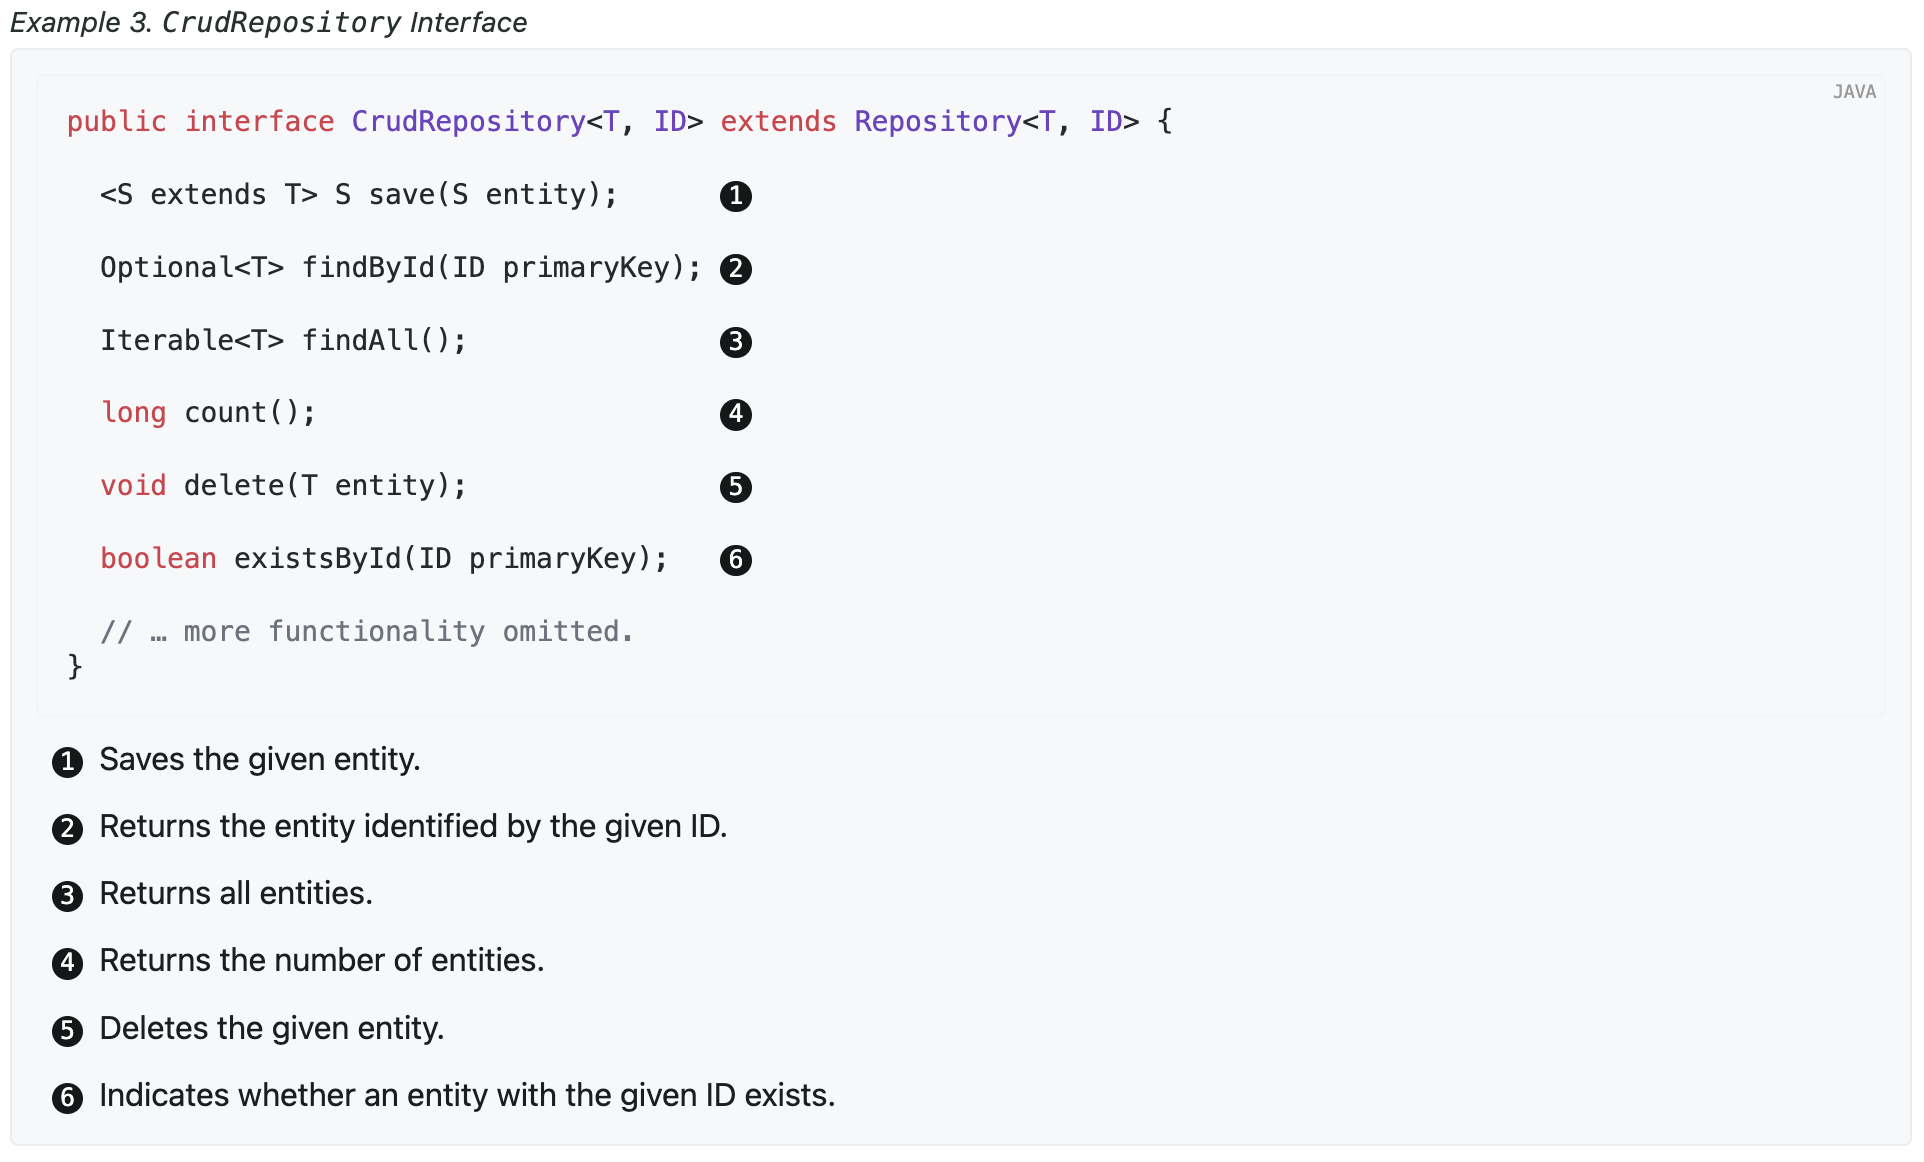 Example 3. CrudRepository Interface
JAVA
public interface CrudRepository<T, ID> extends Repository<T, ID> {
<S extends T> S save(S entity); 1
Optional<T> findById(ID primaryKey); 2
Iterable<T> findAll(); 3
long count(); 4
void delete(T entity); 5
boolean existsById(ID primaryKey); 6
// … more functionality omitted.
}
1 Saves the given entity.
2 Returns the entity identified by the given ID.
3 Returns all entities.
4 Returns the number of entities.
5 Deletes the given entity.
6 Indicates whether an entity with the given ID exists.